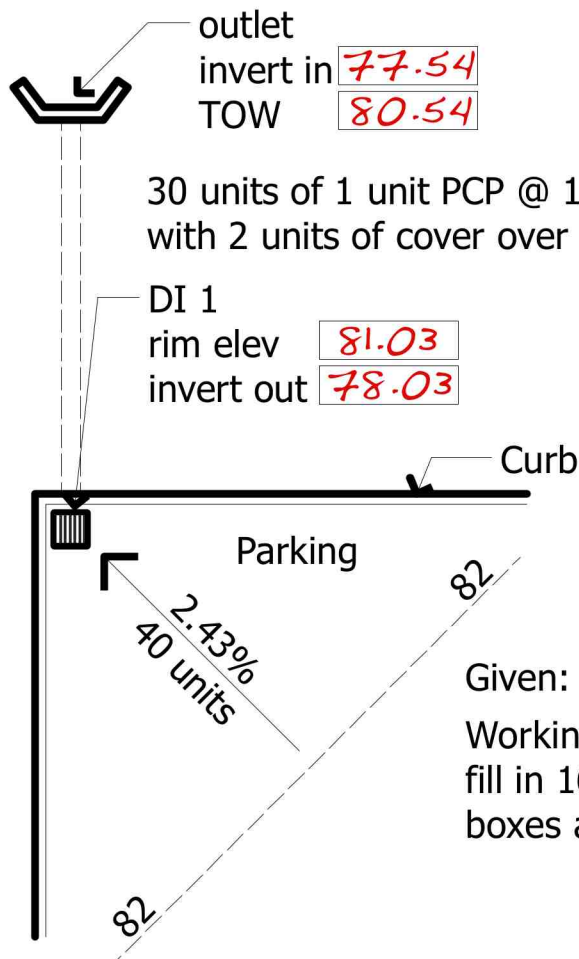 outlet
invert in 77.54
TOW 80.54
30 units of 1 unit PCP @ 1
with 2 units of cover over
DI 1
rim elev 81.03
invert out 78.03
Curb
Parking
82
2.43%
40 units
Given:
Workin
fill in 1
boxes a
82